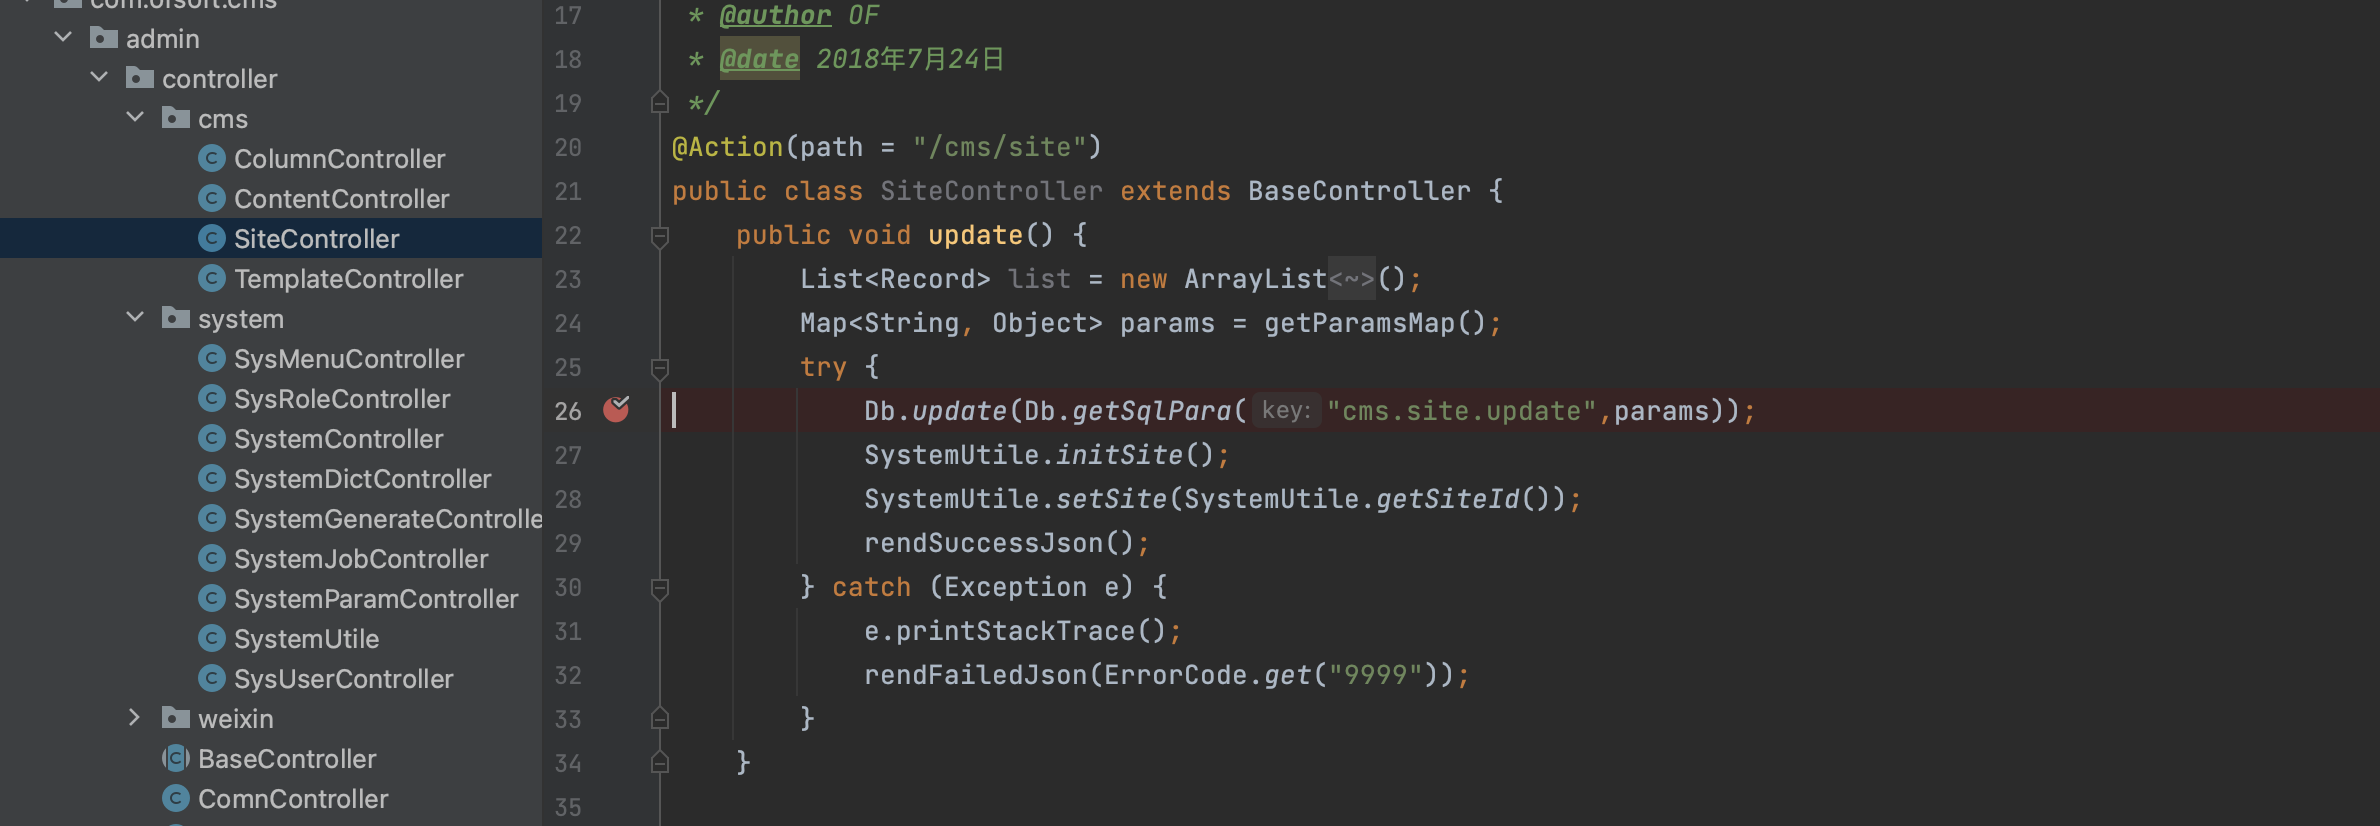 com.ofsoft.cms
admin
controller
cms
ColumnController
ContentController
SiteController
TemplateController
system
SysMenuController
SysRoleController
SystemController
SystemDictController
SystemGenerateControlle
SystemJobController
SystemParamController
SystemUtile
SysUserController
weixin
BaseController
ComnController
17 * @author OF
18 * @date 2018年7月24日
19 */
20 @Action(path = "/cms/site")
21 public class SiteController extends BaseController {
22 public void update() {
23 List<Record> list = new ArrayList<~>();
24 Map<String, Object> params = getParamsMap();
25 try {
26 Db.update(Db.getSqlPara( key: "cms.site.update",params));
27 SystemUtile.initSite();
28 SystemUtile.setSite(SystemUtile.getSiteId());
29 rendSuccessJson();
30 } catch (Exception e) {
31 e.printStackTrace();
32 rendFailedJson(ErrorCode.get("9999"));
33 }
34 }
35